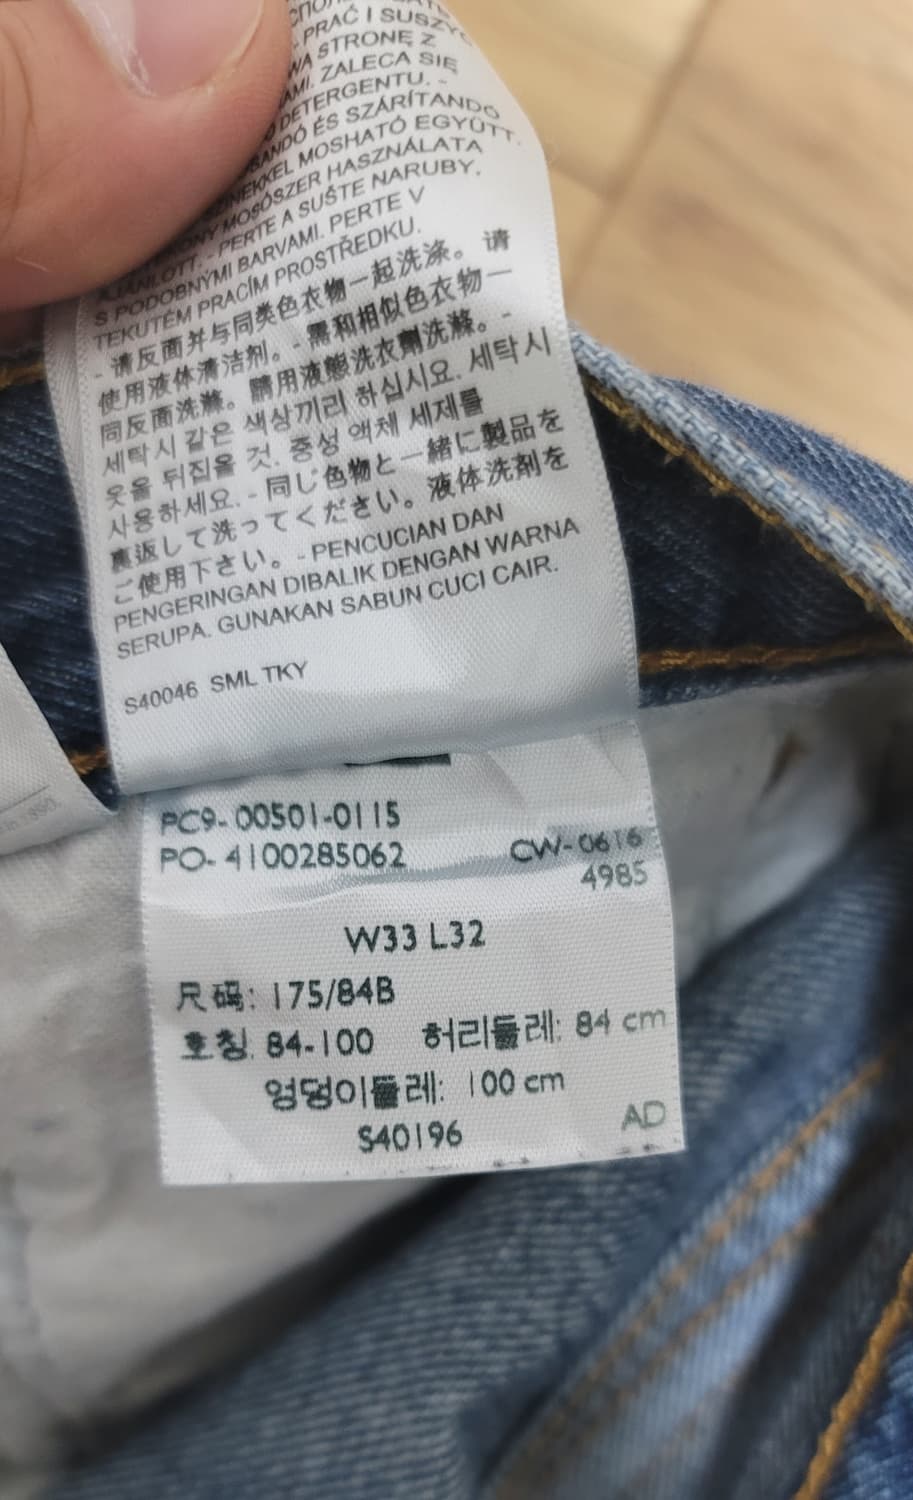 - PRAĆ I SUSZYĆ
STRONĘ Z
ZALECA SIĘ
DETERGENTU. -
ÉS SZÁRÍTANDÓ
MOSHATÓ EGYÜTT.
MOSÓSZER HASZNÁLATA
AJÁNLOTT. - PERTE A SUŠTE NARUBY,
S PODOBNÝMI BARVAMI. PERTE V
TEKUTÉM PRACÍM PROSTŘEDKU.
- 请反面并与同类色衣物一起洗涤。 请
使用液体清洁剂。- 需和相似色衣物一
同反面洗滌。請用液態洗衣劑洗滌。 -
세탁시 같은 색상끼리 하십시요. 세탁시
옷을 뒤집을 것. 중성 액체 세제를
사용하세요. - 同じ色物と一緒に製品を
裏返して洗ってください。液体洗剤を
ご使用下さい。 - PENCUCIAN DAN
PENGERINGAN DIBALIK DENGAN WARNA
SERUPA. GUNAKAN SABUN CUCI CAIR.
S40046 SML TKY
PC9-00501-0115
PO-4100285062 CW-0616
4985
W33 L32
尺码: 175/84B
호칭. 84-100 허리둘레: 84 cm
엉덩이둘레: 100 cm
S40196 AD